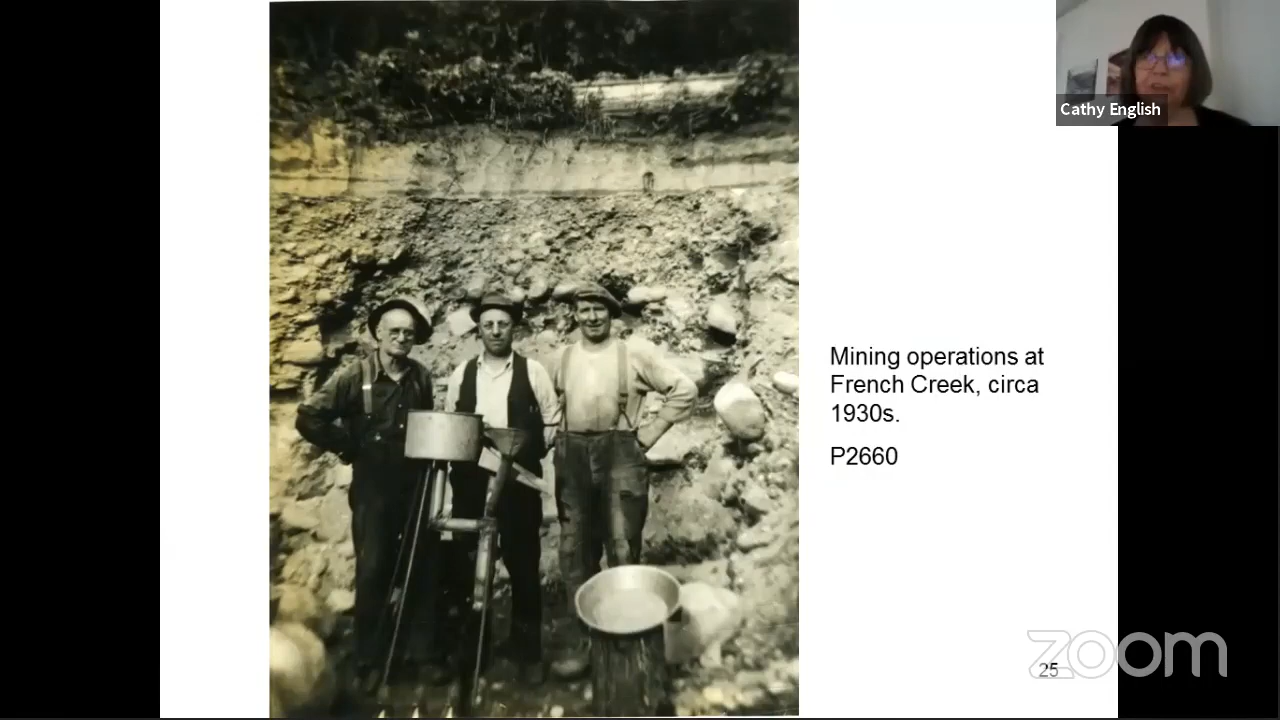 Cathy English
Mining operations at
French Creek, circa
1930s.
P2660
25
zoom